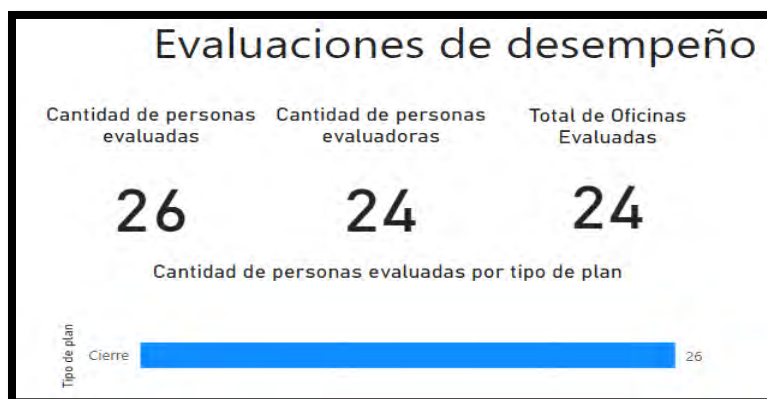 Evaluaciones de desempeño
Cantidad de personas evaluadas
Cantidad de personas evaluadoras
Total de Oficinas Evaluadas
26
24
24
Cantidad de personas evaluadas por tipo de plan
Tipo de plan
Cierre
26